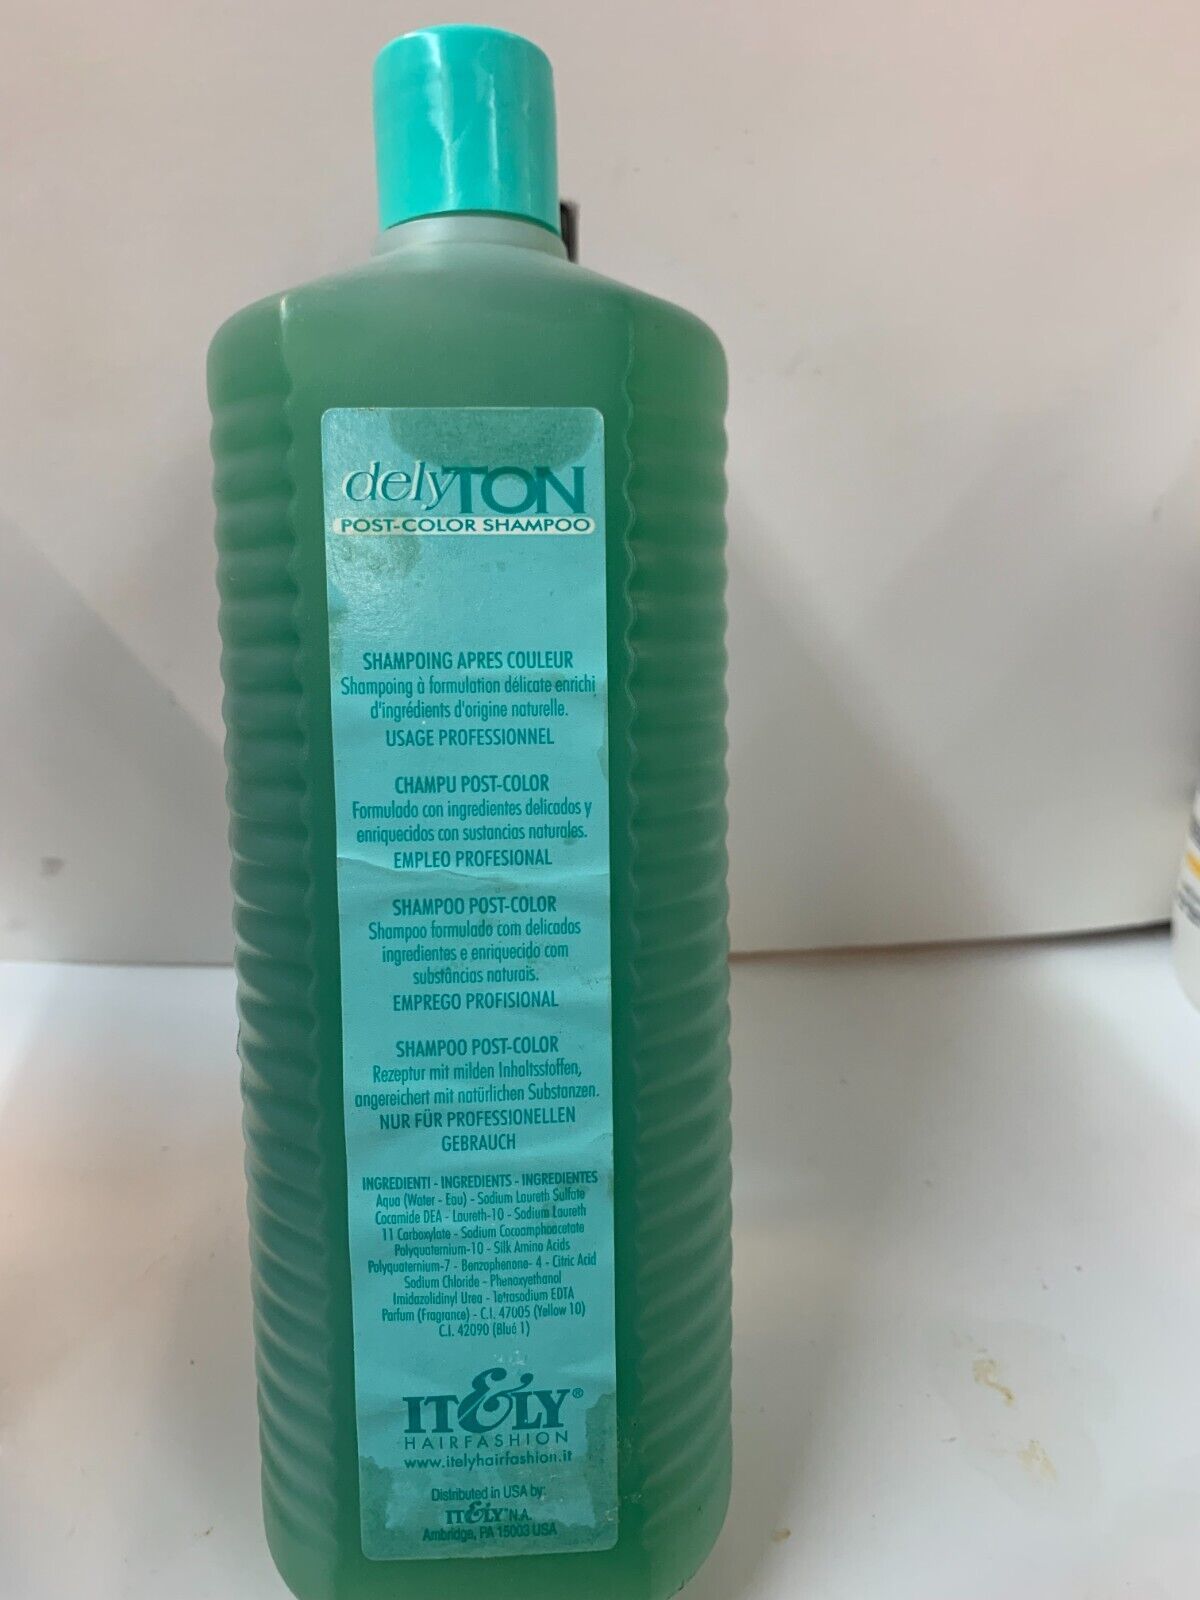 delyTON
POST-COLOR SHAMPOO
SHAMPOING APRES COULEUR
Shampoing à formulation délicate enrichi
d'ingrédients d'origine naturelle.
USAGE PROFESSIONNEL
CHAMPU POST-COLOR
Formulado con ingredientes delicados y
enriquecidos con sustancias naturales.
EMPLEO PROFESIONAL
SHAMPOO POST-COLOR
Shampoo formulado com delicados
ingredientes e enriquecido com
substâncias naturais.
EMPREGO PROFISIONAL
SHAMPOO POST-COLOR
Rezeptur mit milden Inhaltsstoffen,
angereichert mit natürlichen Substanzen.
NUR FÜR PROFESSIONELLEN
GEBRAUCH
INGREDIENTI - INGREDIENTS - INGREDIENTES
Aqua (Water - Eau) - Sodium Laureth Sulfate
Cocamide DEA - Laureth-10 - Sodium Laureth
11 Carboxylate - Sodium Cocoamphoacetate
Polyquaternium-10 - Silk Amino Acids
Polyquaternium-7 - Benzophenone- 4 - Citric Acid
Sodium Chloride - Phenoxyethanol
Imidazolidinyl Urea - Tetrasodium EDTA
Parfum (Fragrance) - C.I. 47005 (Yellow 10)
C.I. 42090 (Blue 1)
IT&LY®
HAIRFASHION
www.itelyhairfashion.it
Distributed in USA by:
IT&LY® N.A.
Ambridge, PA 15003 USA